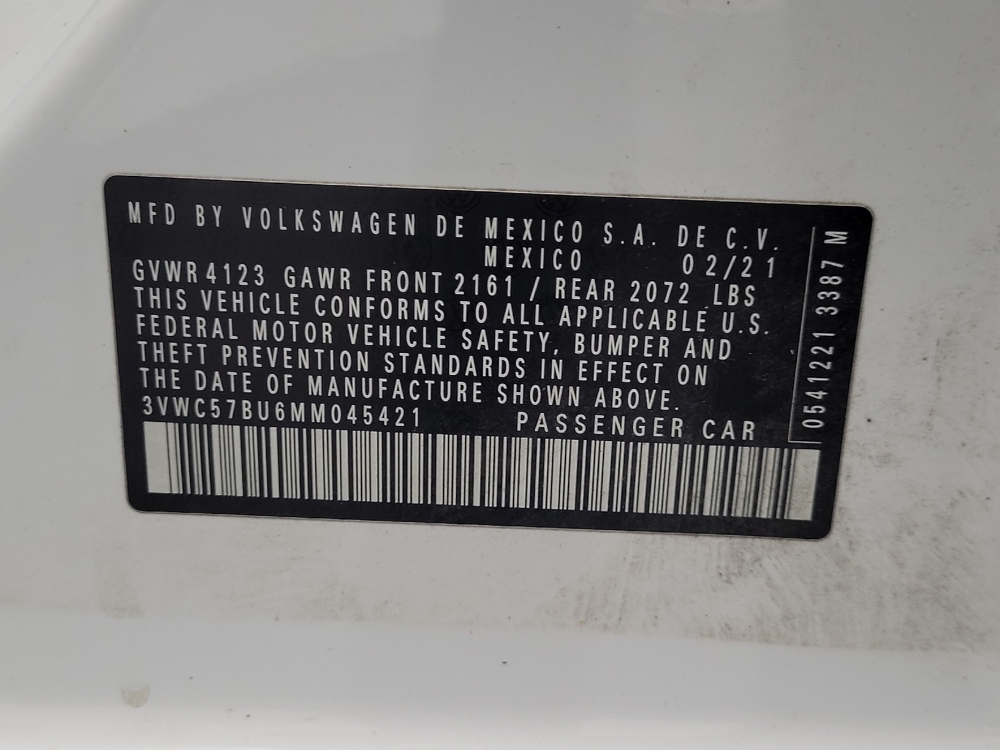 MFD BY VOLKSWAGEN DE MEXICO S.A. DE C.V.
MEXICO 02/21
GVWR 4123 GAWR FRONT 2161 / REAR 2072 LBS
THIS VEHICLE CONFORMS TO ALL APPLICABLE U.S.
FEDERAL MOTOR VEHICLE SAFETY, BUMPER AND
THEFT PREVENTION STANDARDS IN EFFECT ON
THE DATE OF MANUFACTURE SHOWN ABOVE.
3VWC57BU6MM045421 PASSENGER CAR
0541221 3387 M